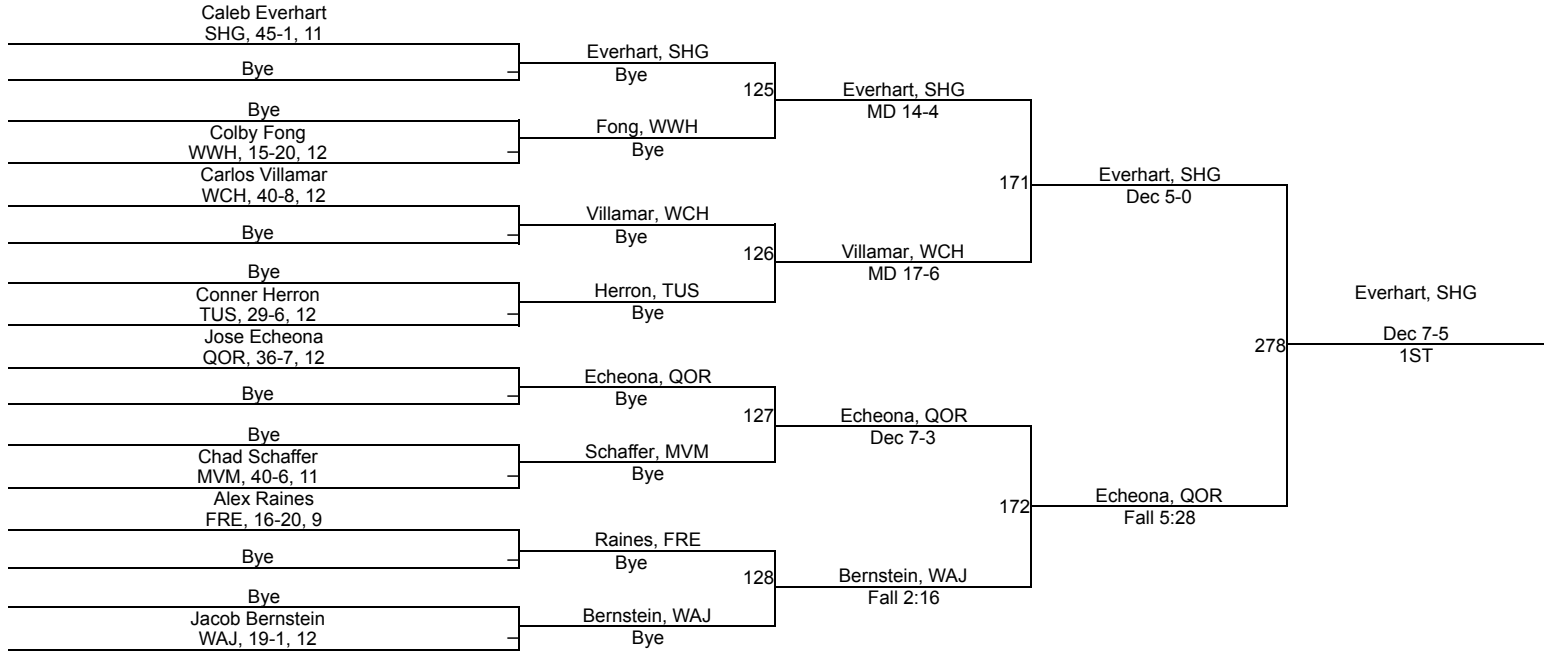 Caleb Everhart
SHG, 45-1, 11
Bye
Bye
Colby Fong
WWH, 15-20, 12
Carlos Villamar
WCH, 40-8, 12
Bye
Bye
Conner Herron
TUS, 29-6, 12
Jose Echeona
QOR, 36-7, 12
Bye
Bye
Chad Schaffer
MVM, 40-6, 11
Alex Raines
FRE, 16-20, 9
Bye
Bye
Jacob Bernstein
WAJ, 19-1, 12
Everhart, SHG
Bye
125
Fong, WWH
Bye
Villamar, WCH
Bye
126
Herron, TUS
Bye
Echeona, QOR
Bye
127
Schaffer, MVM
Bye
Raines, FRE
Bye
128
Bernstein, WAJ
Bye
Everhart, SHG
MD 14-4
171
Villamar, WCH
MD 17-6
Echeona, QOR
Dec 7-3
172
Bernstein, WAJ
Fall 2:16
Everhart, SHG
Dec 5-0
278
Echeona, QOR
Fall 5:28
Everhart, SHG
Dec 7-5
1ST